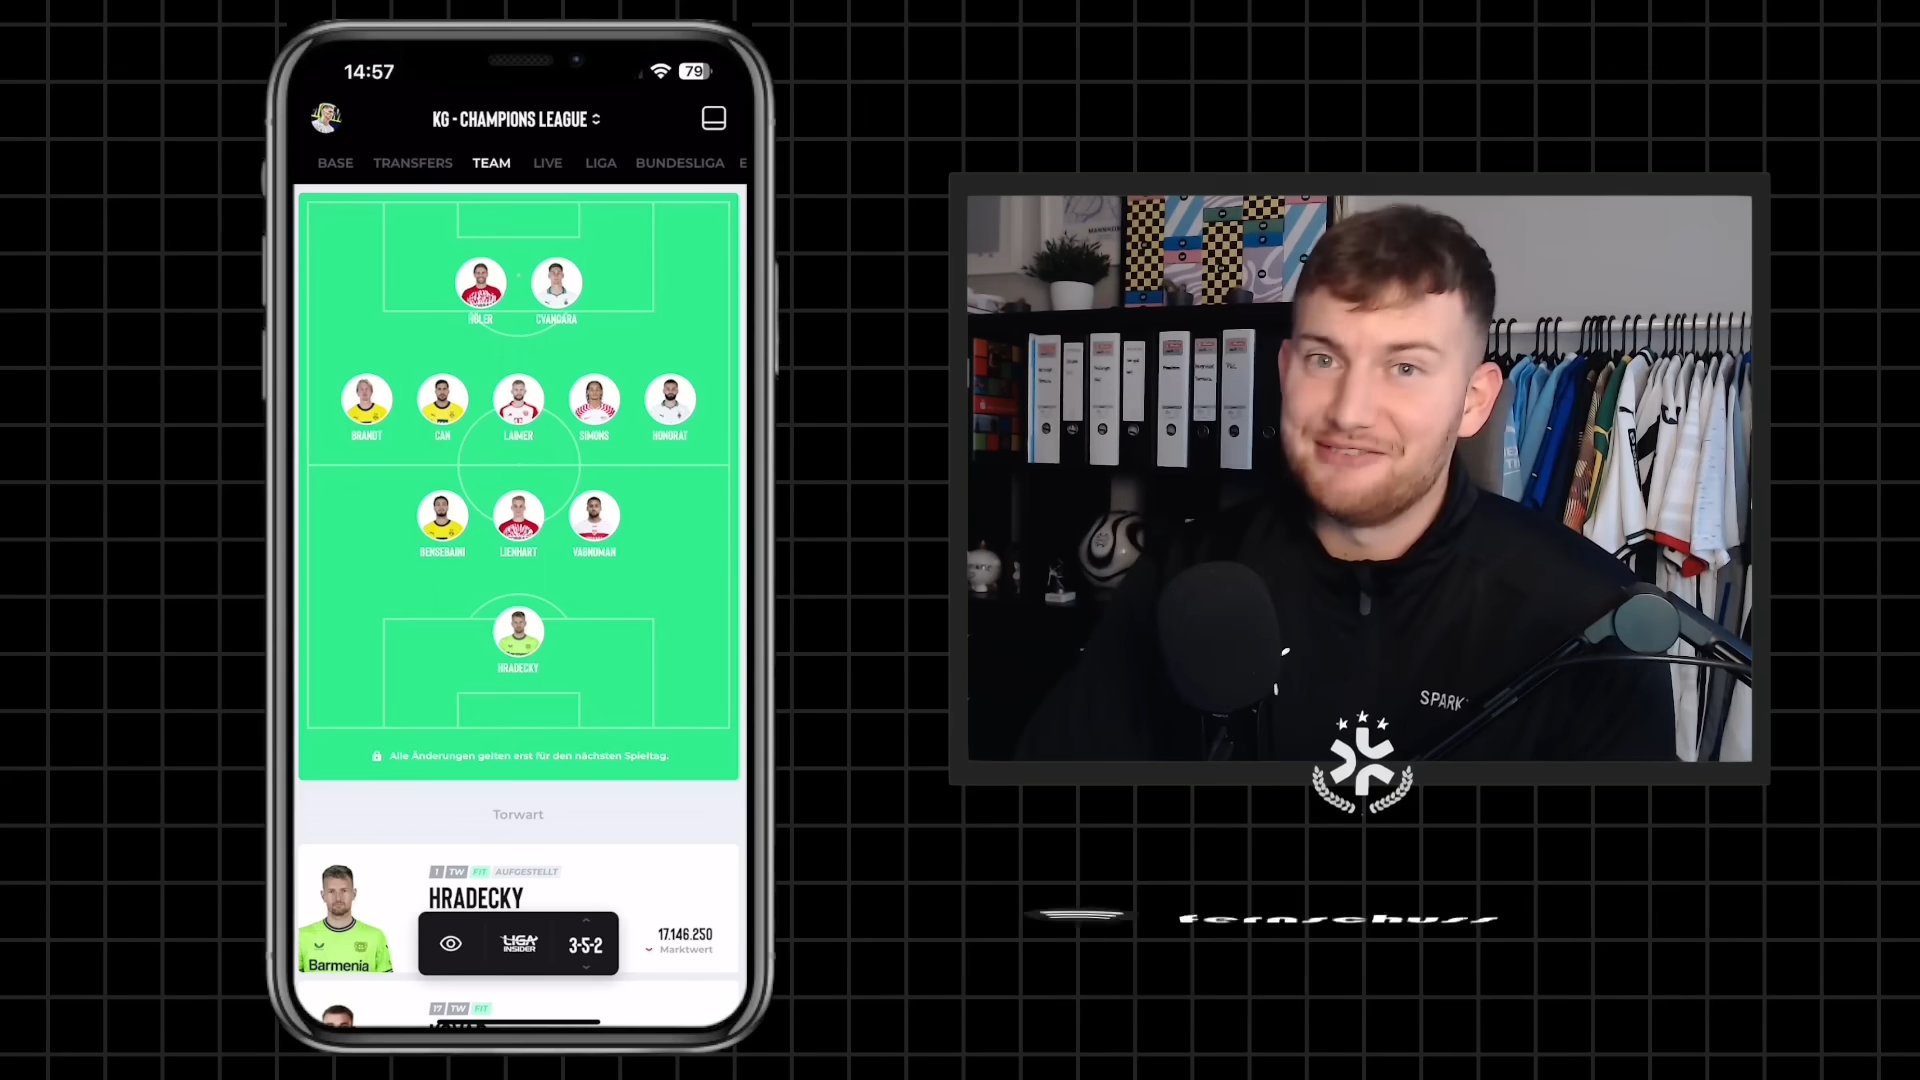 14:57
79
KG - CHAMPIONS LEAGUE
BASE TRANSFERS TEAM LIVE LIGA BUNDESLIGA E
HÖLER CVANCARA
BRANDT CAN LAIMER SIMONS HONORAT
BENSEBAINI LIENHART VAGNOMAN
HRADECKY
Alle Änderungen gelten erst für den nächsten Spieltag.
Torwart
1 TW FIT AUFGESTELLT
HRADECKY
17.146.250
Marktwert
LIGA
INSIDER
3-5-2
Barmenia
17 TW FIT
MANNHEIM
SPARK
fernschuss